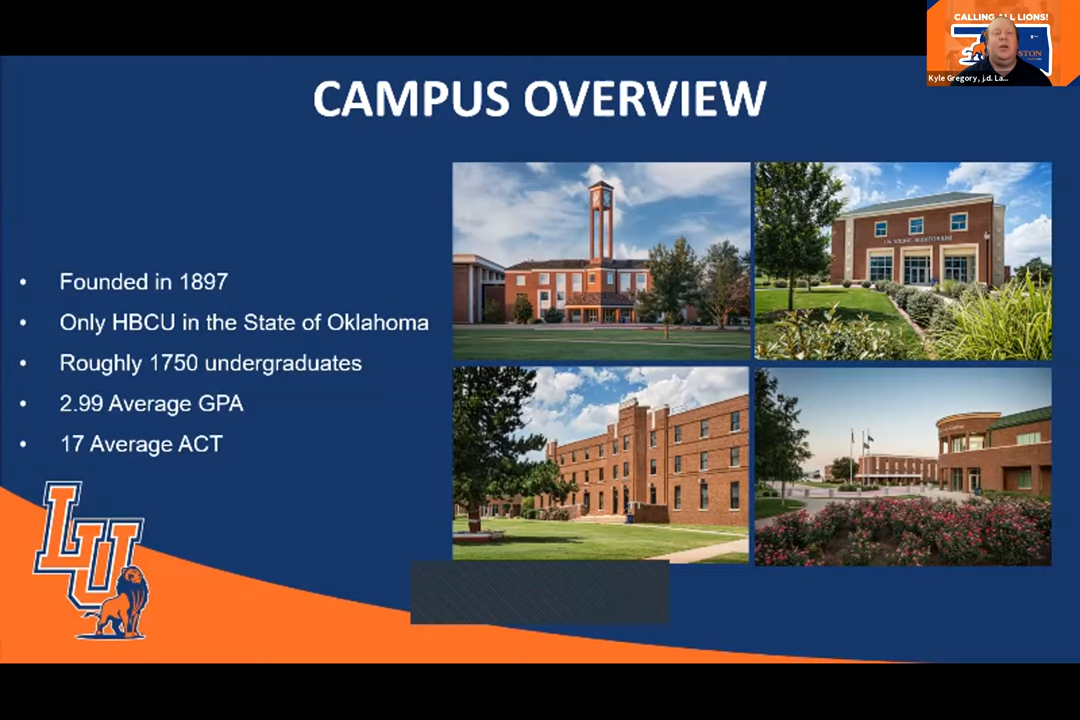 CALLING ALL LIONS!
Kyle Gregory, j.d. La...
CAMPUS OVERVIEW
• Founded in 1897
• Only HBCU in the State of Oklahoma
• Roughly 1750 undergraduates
• 2.99 Average GPA
• 17 Average ACT
LU